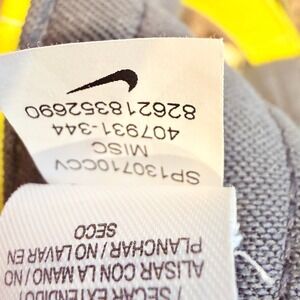 / SECAR EXTENDIDO /
ALISAR CON LA MANO / NO
PLANCHAR / NO LAVAR EN
SECO
SP130710CCV
MISC
407931-344
826218352690